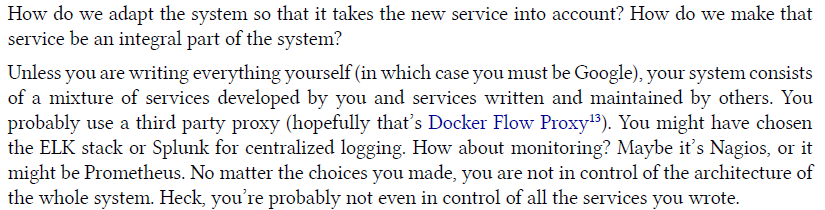 How do we adapt the system so that it takes the new service into account? How do we make that
service be an integral part of the system?
Unless you are writing everything yourself (in which case you must be Google), your system consists
of a mixture of services developed by you and services written and maintained by others. You
probably use a third party proxy (hopefully that’s Docker Flow Proxy¹³). You might have chosen
the ELK stack or Splunk for centralized logging. How about monitoring? Maybe it’s Nagios, or it
might be Prometheus. No matter the choices you made, you are not in control of the architecture of
the whole system. Heck, you’re probably not even in control of all the services you wrote.